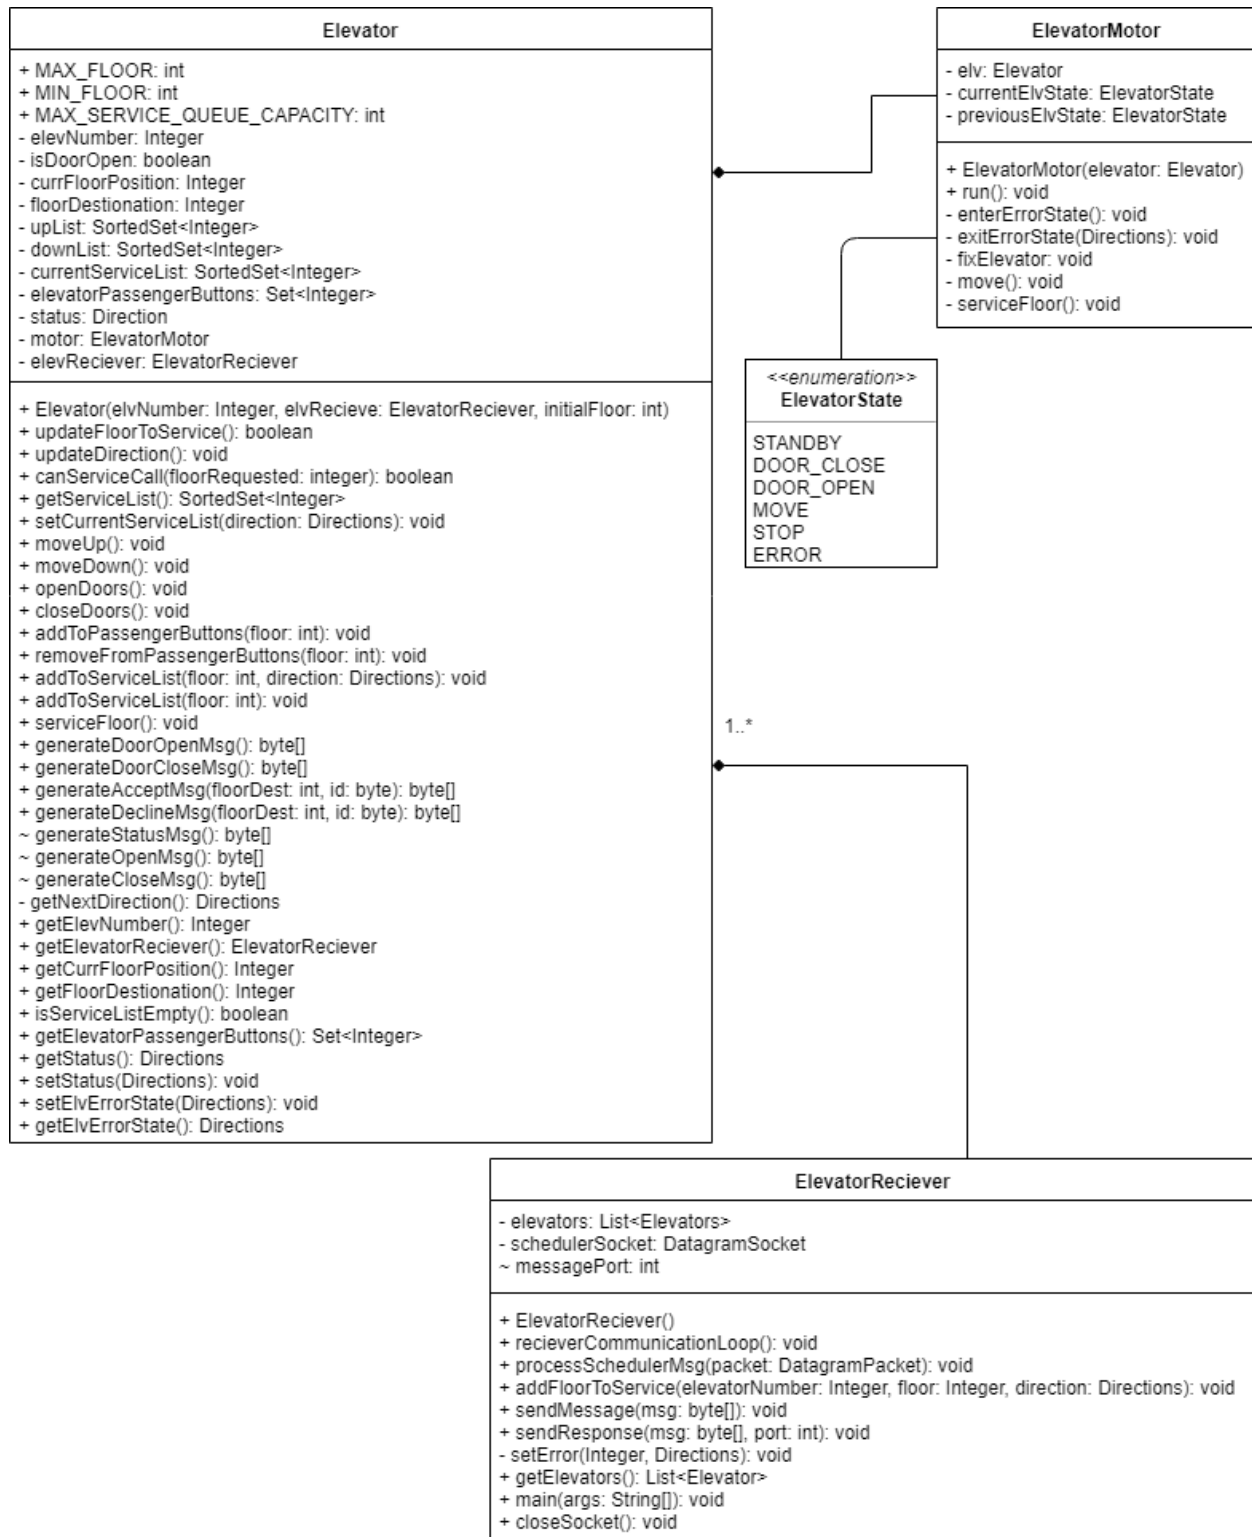 Elevator
+ MAX_FLOOR: int
+ MIN_FLOOR: int
+ MAX_SERVICE_QUEUE_CAPACITY: int
- elevNumber: Integer
- isDoorOpen: boolean
- currFloorPosition: Integer
- floorDestionation: Integer
- upList: SortedSet<Integer>
- downList: SortedSet<Integer>
- currentServiceList: SortedSet<Integer>
- elevatorPassengerButtons: Set<Integer>
- status: Direction
- motor: ElevatorMotor
- elevReciever: ElevatorReciever
+ Elevator(elvNumber: Integer, elvRecieve: ElevatorReciever, initialFloor: int)
+ updateFloorToService(): boolean
+ updateDirection(): void
+ canServiceCall(floorRequested: integer): boolean
+ getServiceList(): SortedSet<Integer>
+ setCurrentServiceList(direction: Directions): void
+ moveUp(): void
+ moveDown(): void
+ openDoors(): void
+ closeDoors(): void
+ addToPassengerButtons(floor: int): void
+ removeFromPassengerButtons(floor: int): void
+ addToServiceList(floor: int, direction: Directions): void
+ addToServiceList(floor: int): void
+ serviceFloor(): void
+ generateDoorOpenMsg(): byte[]
+ generateDoorCloseMsg(): byte[]
+ generateAcceptMsg(floorDest: int, id: byte): byte[]
+ generateDeclineMsg(floorDest: int, id: byte): byte[]
~ generateStatusMsg(): byte[]
~ generateOpenMsg(): byte[]
~ generateCloseMsg(): byte[]
- getNextDirection(): Directions
+ getElevNumber(): Integer
+ getElevatorReciever(): ElevatorReciever
+ getCurrFloorPosition(): Integer
+ getFloorDestionation(): Integer
+ isServiceListEmpty(): boolean
+ getElevatorPassengerButtons(): Set<Integer>
+ getStatus(): Directions
+ setStatus(Directions): void
+ setElvErrorState(Directions): void
+ getElvErrorState(): Directions
ElevatorMotor
- elv: Elevator
- currentElvState: ElevatorState
- previousElvState: ElevatorState
+ ElevatorMotor(elevator: Elevator)
+ run(): void
- enterErrorState(): void
- exitErrorState(Directions): void
- fixElevator: void
- move(): void
- serviceFloor(): void
<<enumeration>>
ElevatorState
STANDBY
DOOR_CLOSE
DOOR_OPEN
MOVE
STOP
ERROR
1..*
ElevatorReciever
- elevators: List<Elevators>
- schedulerSocket: DatagramSocket
~ messagePort: int
+ ElevatorReciever()
+ recieverCommunicationLoop(): void
+ processSchedulerMsg(packet: DatagramPacket): void
+ addFloorToService(elevatorNumber: Integer, floor: Integer, direction: Directions): void
+ sendMessage(msg: byte[]): void
+ sendResponse(msg: byte[], port: int): void
- setError(Integer, Directions): void
+ getElevators(): List<Elevator>
+ main(args: String[]): void
+ closeSocket(): void